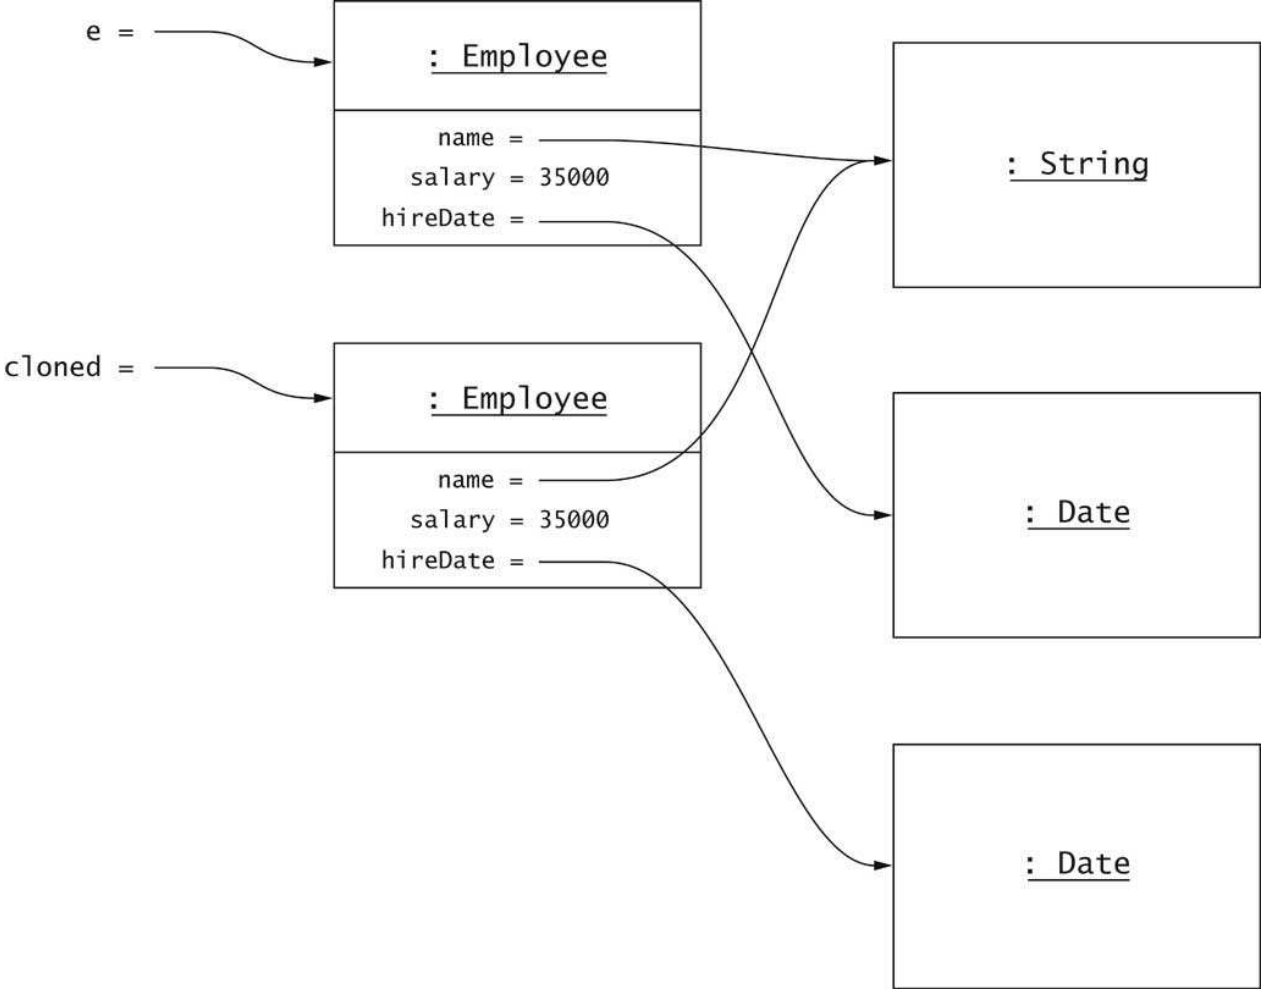 e =
: Employee
name =
salary = 35000
hireDate =
: String
cloned =
: Employee
name =
salary = 35000
hireDate =
: Date
: Date